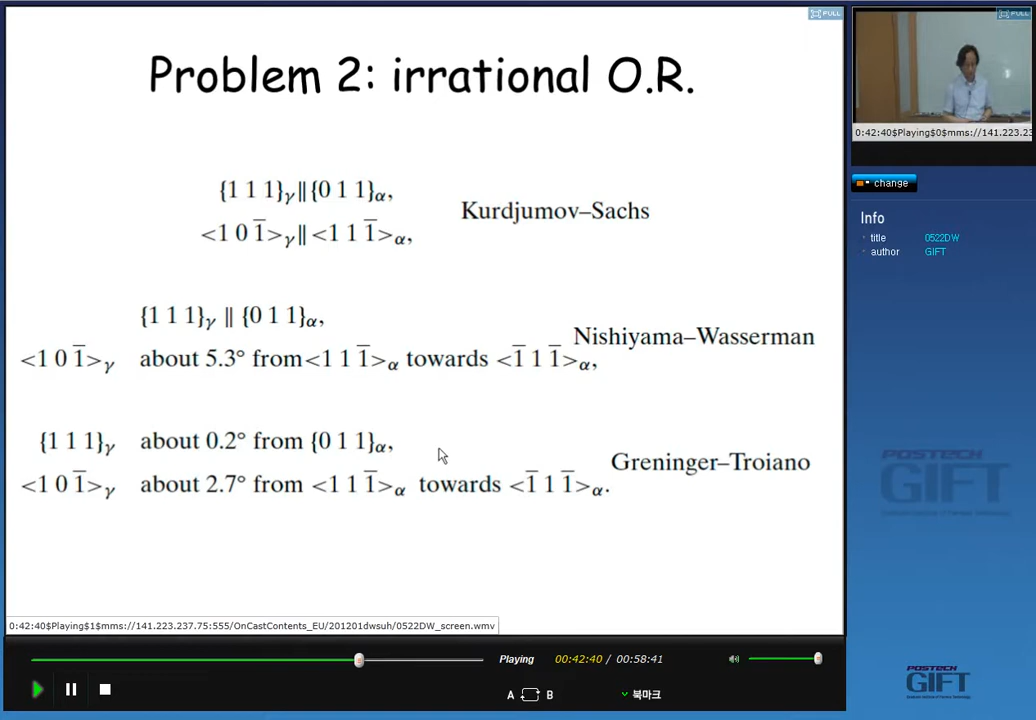 FULL
Problem 2: irrational O.R.
{1 1 1}γ ∥ {0 1 1}α,
<1 0 1̅>γ ∥ <1 1 1̅>α,
Kurdjumov–Sachs
{1 1 1}γ ∥ {0 1 1}α,
Nishiyama–Wasserman
<1 0 1̅>γ about 5.3° from<1 1 1̅>α towards <1̅ 1 1̅>α,
{1 1 1}γ about 0.2° from {0 1 1}α,
Greninger–Troiano
<1 0 1̅>γ about 2.7° from <1 1 1̅>α towards <1̅ 1 1̅>α.
0:42:40$Playing$1$mms://141.223.237.75:555/OnCastContents_EU/201201dwsuh/0522DW_screen.wmv
Playing 00:42:40 / 00:58:41
A B 북마크
FULL
0:42:40$Playing$0$mms://141.223.23
change
Info
title 0522DW
author GIFT
POSTECH
GIFT
POSTECH
GIFT